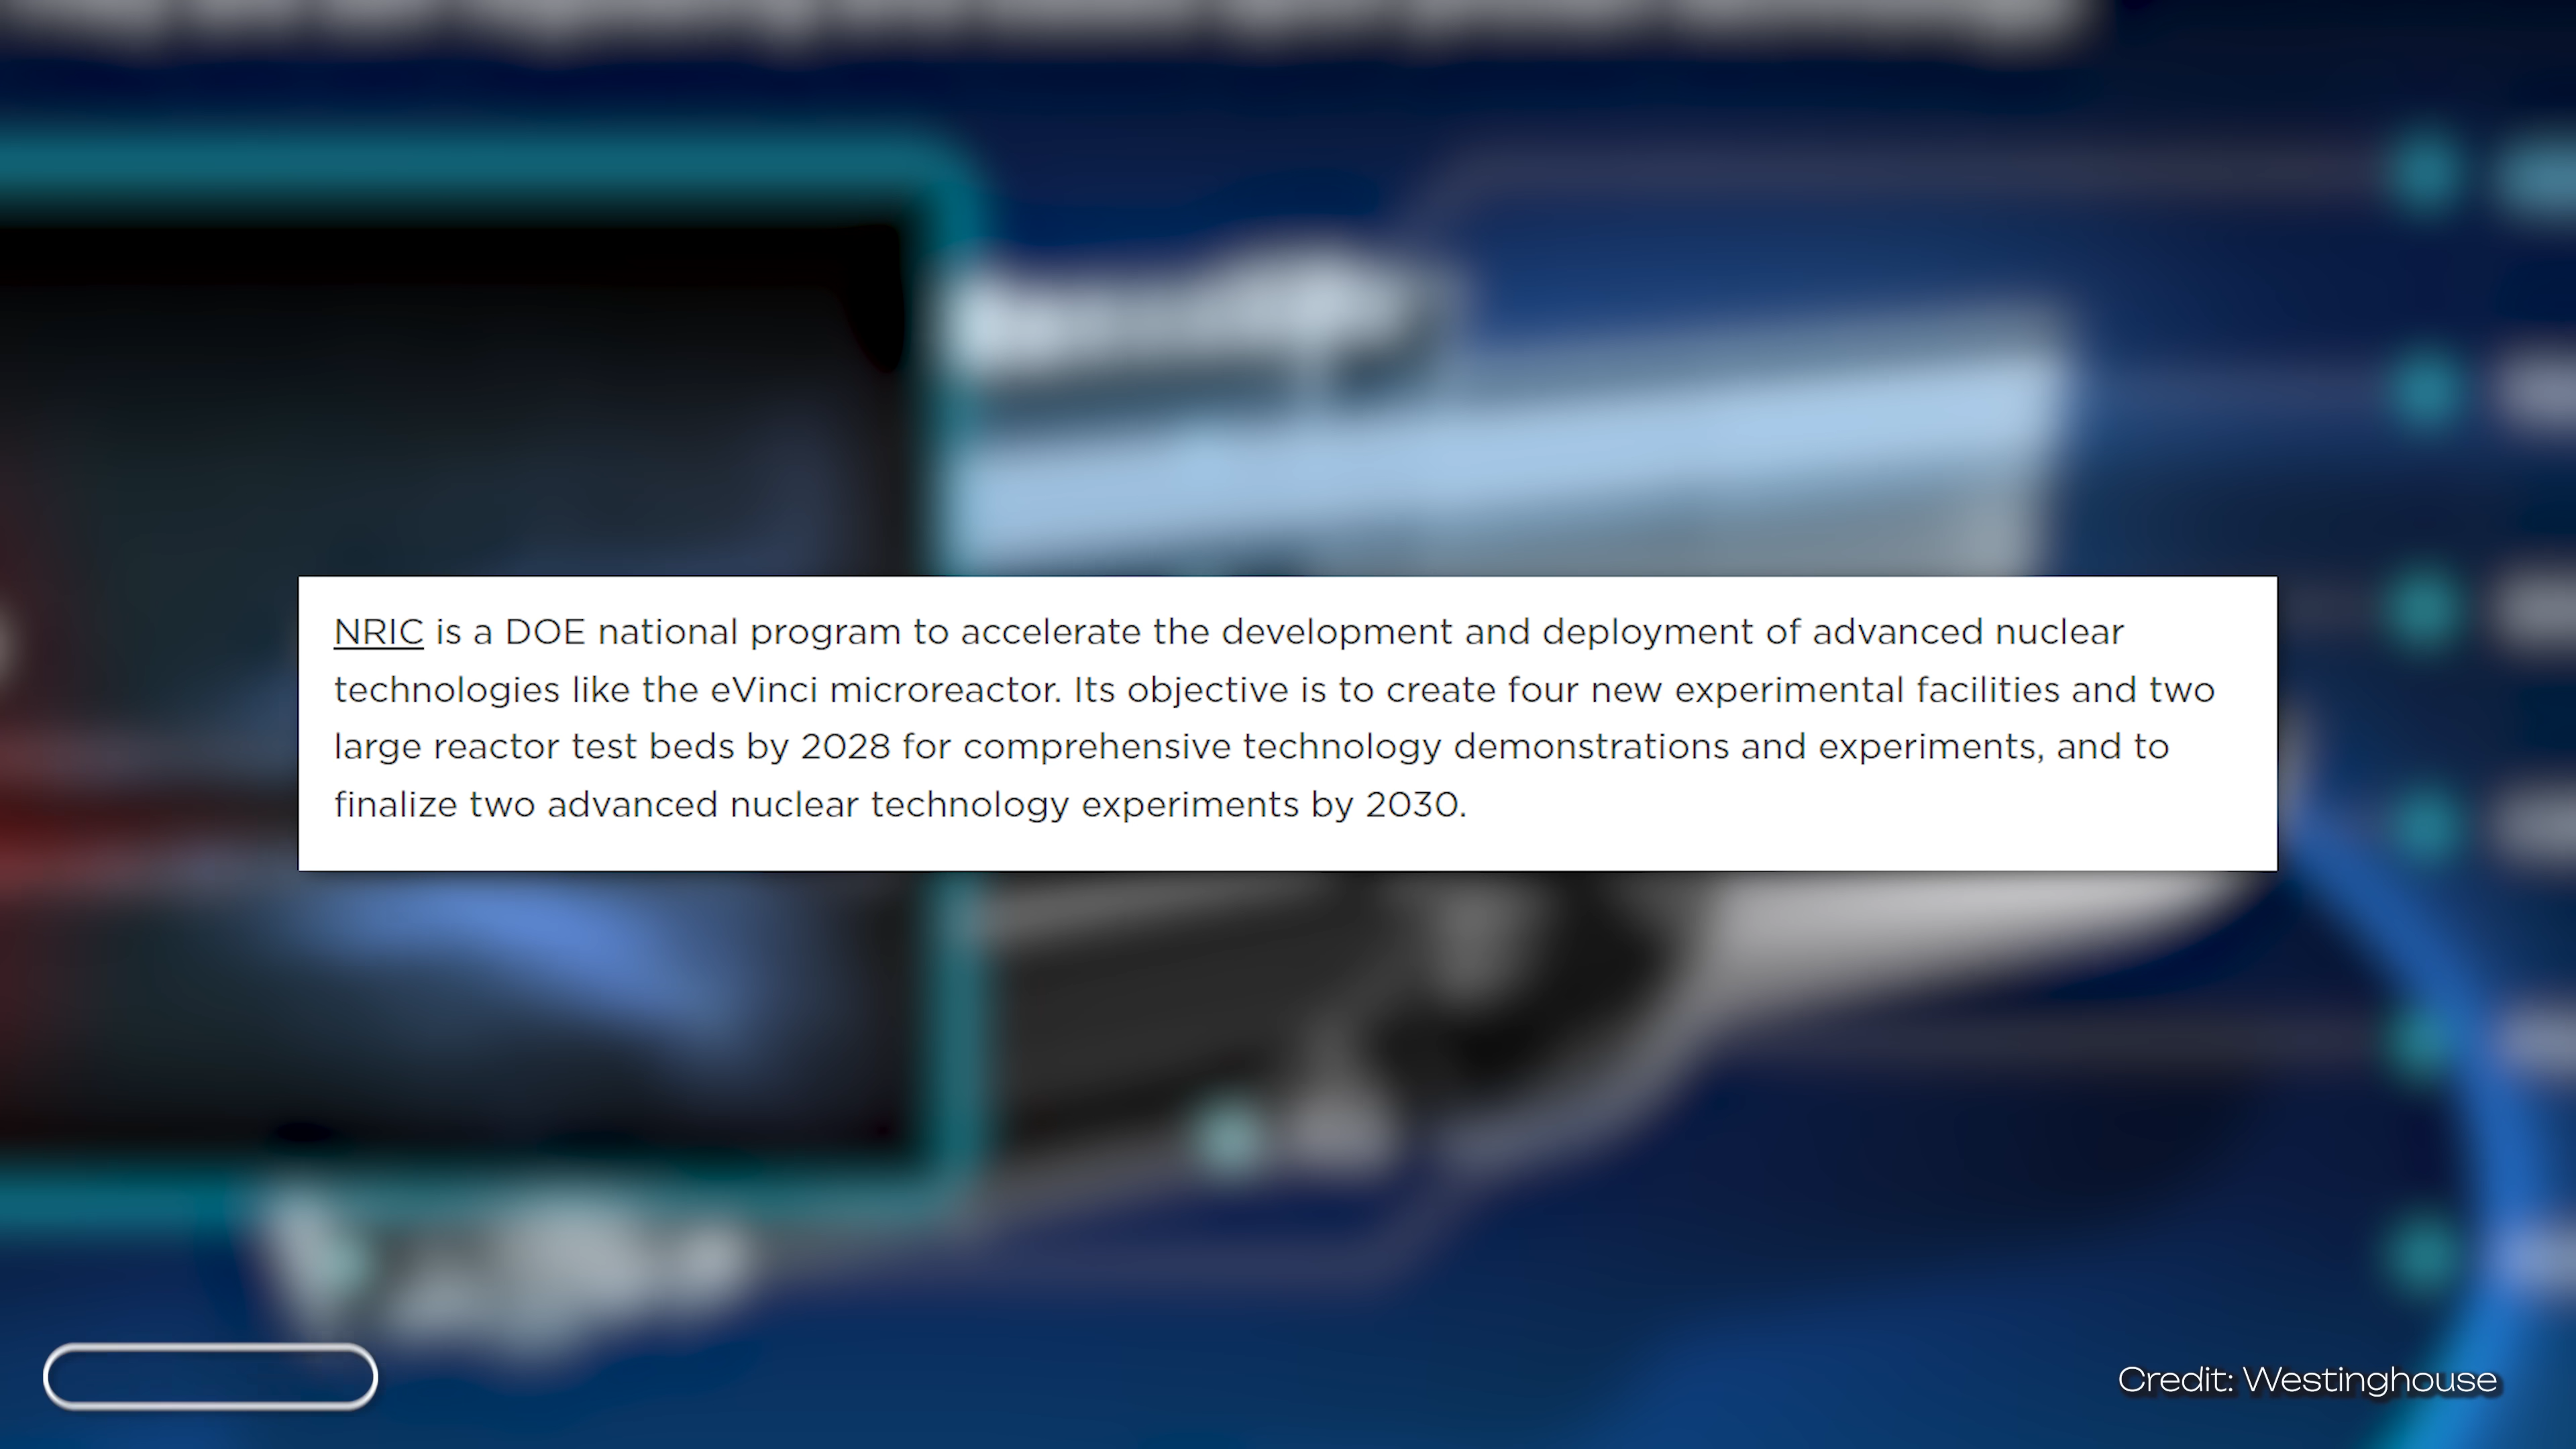 NRIC is a DOE national program to accelerate the development and deployment of advanced nuclear
technologies like the eVinci microreactor. Its objective is to create four new experimental facilities and two
large reactor test beds by 2028 for comprehensive technology demonstrations and experiments, and to
finalize two advanced nuclear technology experiments by 2030.
Credit: Westinghouse